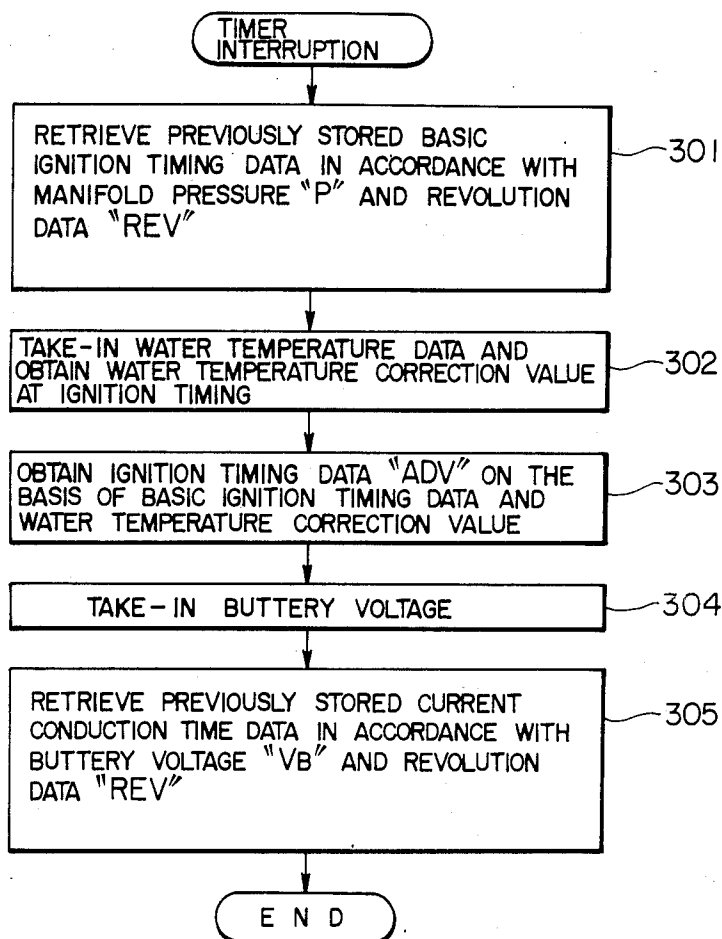 TIMER
INTERRUPTION
RETRIEVE PREVIOUSLY STORED BASIC
IGNITION TIMING DATA IN ACCORDANCE WITH
MANIFOLD PRESSURE "P" AND REVOLUTION
DATA "REV"
301
TAKE-IN WATER TEMPERATURE DATA AND
OBTAIN WATER TEMPERATURE CORRECTION VALUE
AT IGNITION TIMING
302
OBTAIN IGNITION TIMING DATA "ADV" ON THE
BASIS OF BASIC IGNITION TIMING DATA AND
WATER TEMPERATURE CORRECTION VALUE
303
TAKE-IN BUTTERY VOLTAGE
304
RETRIEVE PREVIOUSLY STORED CURRENT
CONDUCTION TIME DATA IN ACCORDANCE WITH
BUTTERY VOLTAGE "VB" AND REVOLUTION
DATA "REV"
305
END